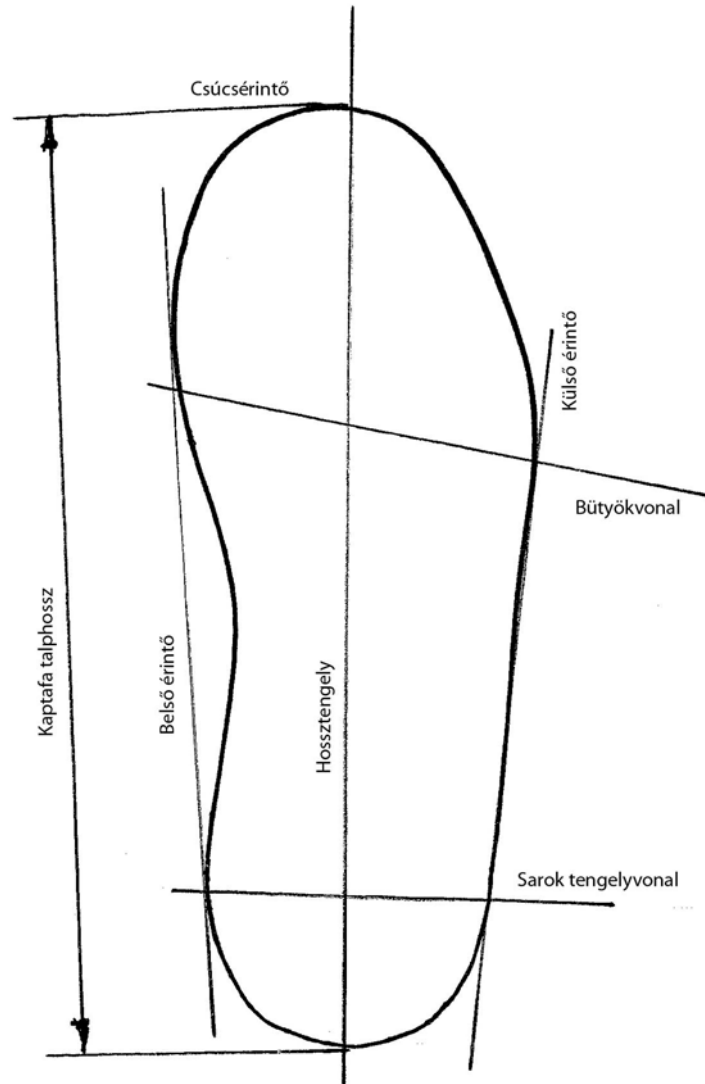 Csúcsérintő
Külső érintő
Bütyökvonal
Kaptafa talphossz
Belső érintő
Hossztengely
Sarok tengelyvonal